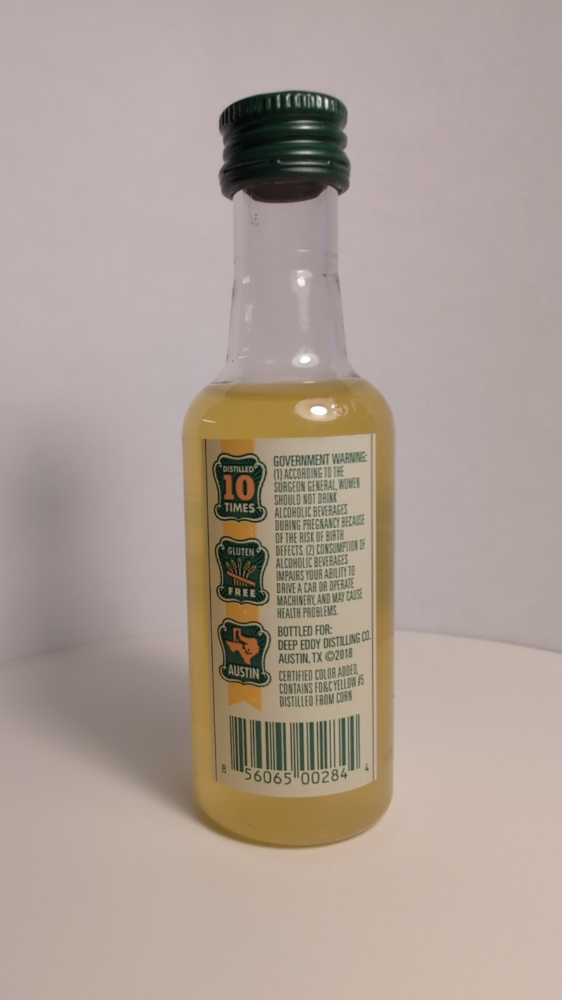 DISTILLED
10
TIMES
GLUTEN
FREE
AUSTIN
GOVERNMENT WARNING:
(1) ACCORDING TO THE
SURGEON GENERAL, WOMEN
SHOULD NOT DRINK
ALCOHOLIC BEVERAGES
DURING PREGNANCY BECAUSE
OF THE RISK OF BIRTH
DEFECTS. (2) CONSUMPTION OF
ALCOHOLIC BEVERAGES
IMPAIRS YOUR ABILITY TO
DRIVE A CAR OR OPERATE
MACHINERY, AND MAY CAUSE
HEALTH PROBLEMS.
BOTTLED FOR:
DEEP EDDY DISTILLING CO.
AUSTIN, TX ©2018
CERTIFIED COLOR ADDED,
CONTAINS FD&C YELLOW #5
DISTILLED FROM CORN
8 56065 00284 4